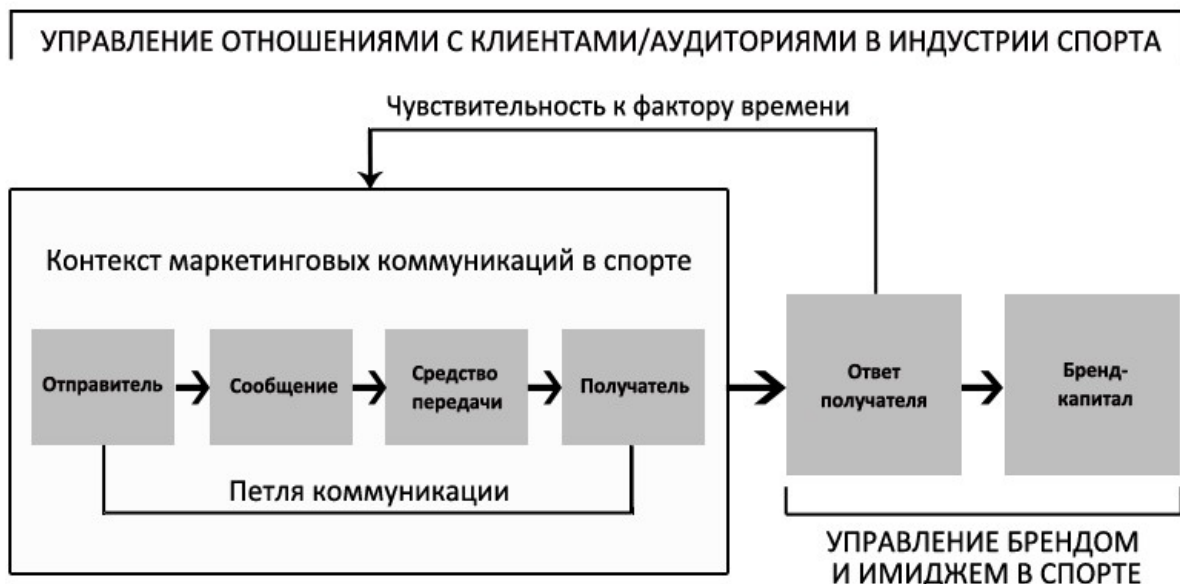 УПРАВЛЕНИЕ ОТНОШЕНИЯМИ С КЛИЕНТАМИ/АУДИТОРИЯМИ В ИНДУСТРИИ СПОРТА
Чувствительность к фактору времени
Контекст маркетинговых коммуникаций в спорте
Отправитель
Сообщение
Средство
передачи
Получатель
Ответ
получателя
Бренд-
капитал
Петля коммуникации
УПРАВЛЕНИЕ БРЕНДОМ
И ИМИДЖЕМ В СПОРТЕ